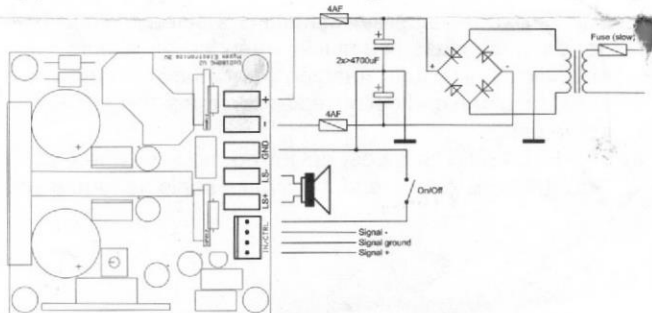 4AF
Fuse (slow)
2x>4700uF
+
-
4AF
+
-
GND
LS-
LS+
IN/CTRL
On/Off
Signal -
Signal ground
Signal +